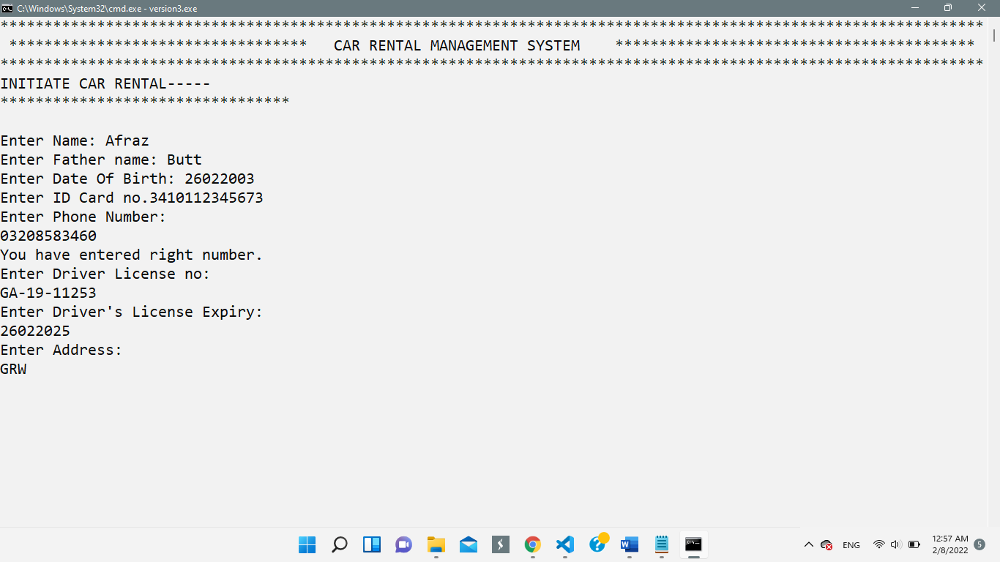 C:\Windows\System32\cmd.exe - version3.exe
****************************************************************************************************************
********************************** CAR RENTAL MANAGEMENT SYSTEM *****************************************
****************************************************************************************************************
INITIATE CAR RENTAL-----
*********************************
Enter Name: Afraz
Enter Father name: Butt
Enter Date Of Birth: 26022003
Enter ID Card no.3410112345673
Enter Phone Number:
03208583460
You have entered right number.
Enter Driver License no:
GA-19-11253
Enter Driver's License Expiry:
26022025
Enter Address:
GRW
ENG
12:57 AM
2/8/2022
5